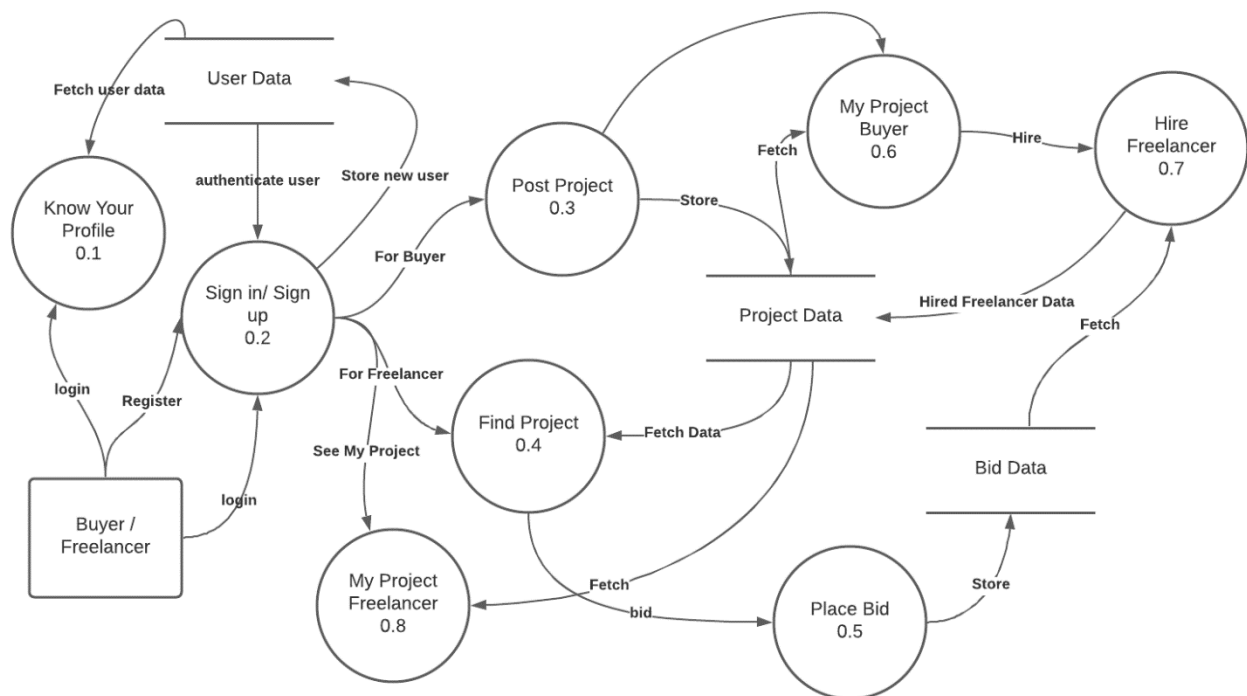 User Data
Fetch user data
My Project
Buyer
0.6
Hire
Freelancer
0.7
Hire
Fetch
authenticate user
Store new user
Post Project
0.3
Store
Know Your
Profile
0.1
For Buyer
Sign in/ Sign
up
0.2
Hired Freelancer Data
Project Data
Fetch
For Freelancer
login
Register
Find Project
0.4
Fetch Data
See My Project
Bid Data
login
Buyer /
Freelancer
My Project
Freelancer
0.8
Fetch
bid
Place Bid
0.5
Store